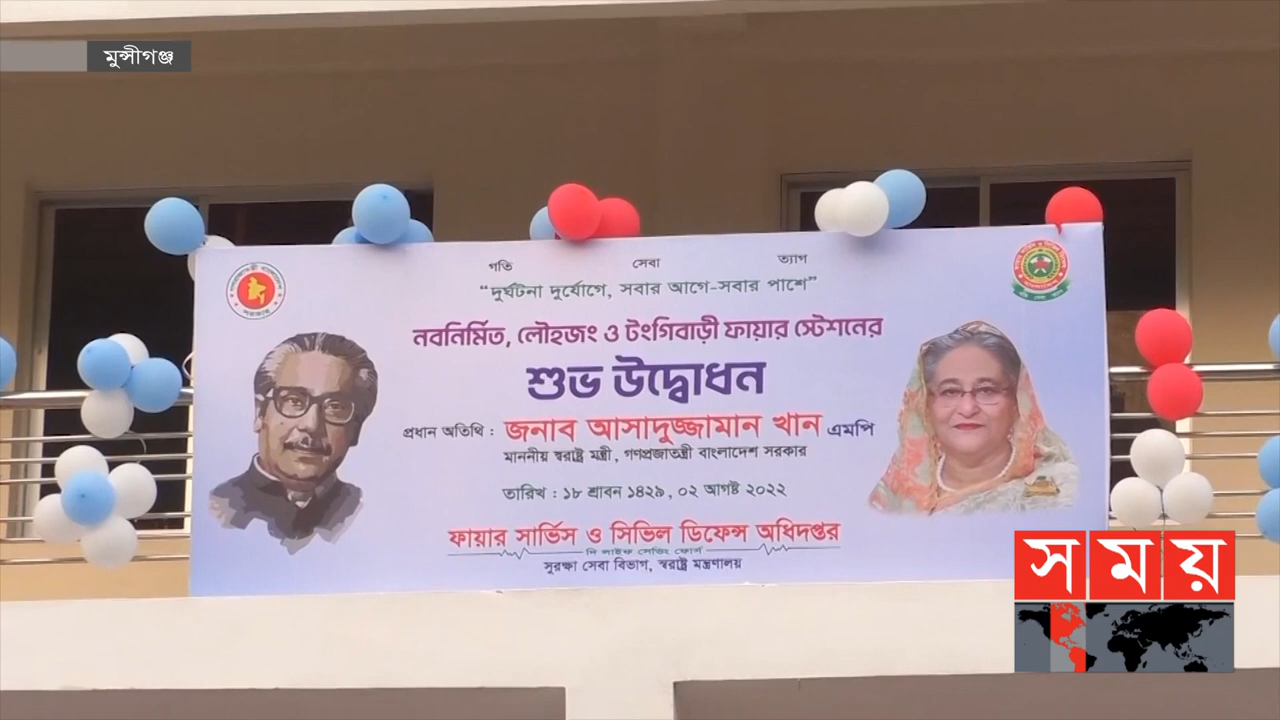 মুন্সীগঞ্জ
গতি সেবা ত্যাগ
“দুর্ঘটনা দুর্যোগে, সবার আগে-সবার পাশে”
নবনির্মিত, লৌহজং ও টংগিবাড়ী ফায়ার স্টেশনের
শুভ উদ্বোধন
প্রধান অতিথি : জনাব আসাদুজ্জামান খান এমপি
মাননীয় স্বরাষ্ট্র মন্ত্রী, গণপ্রজাতন্ত্রী বাংলাদেশ সরকার
তারিখ : ১৮ শ্রাবন ১৪২৯, ০২ আগষ্ট ২০২২
ফায়ার সার্ভিস ও সিভিল ডিফেন্স অধিদপ্তর
দি লাইফ সেভিং ফোর্স
সুরক্ষা সেবা বিভাগ, স্বরাষ্ট্র মন্ত্রণালয়
সময়